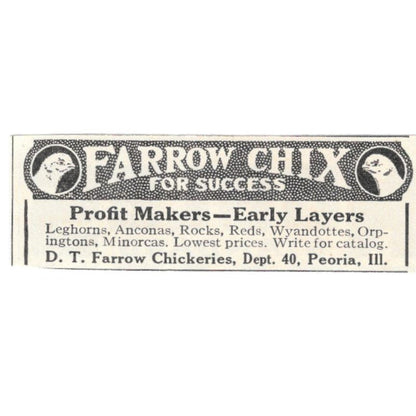 FARROW CHIX
FOR SUCCESS
Profit Makers—Early Layers
Leghorns, Anconas, Rocks, Reds, Wyandottes, Orp-
ingtons, Minorcas. Lowest prices. Write for catalog.
D. T. Farrow Chickeries, Dept. 40, Peoria, Ill.